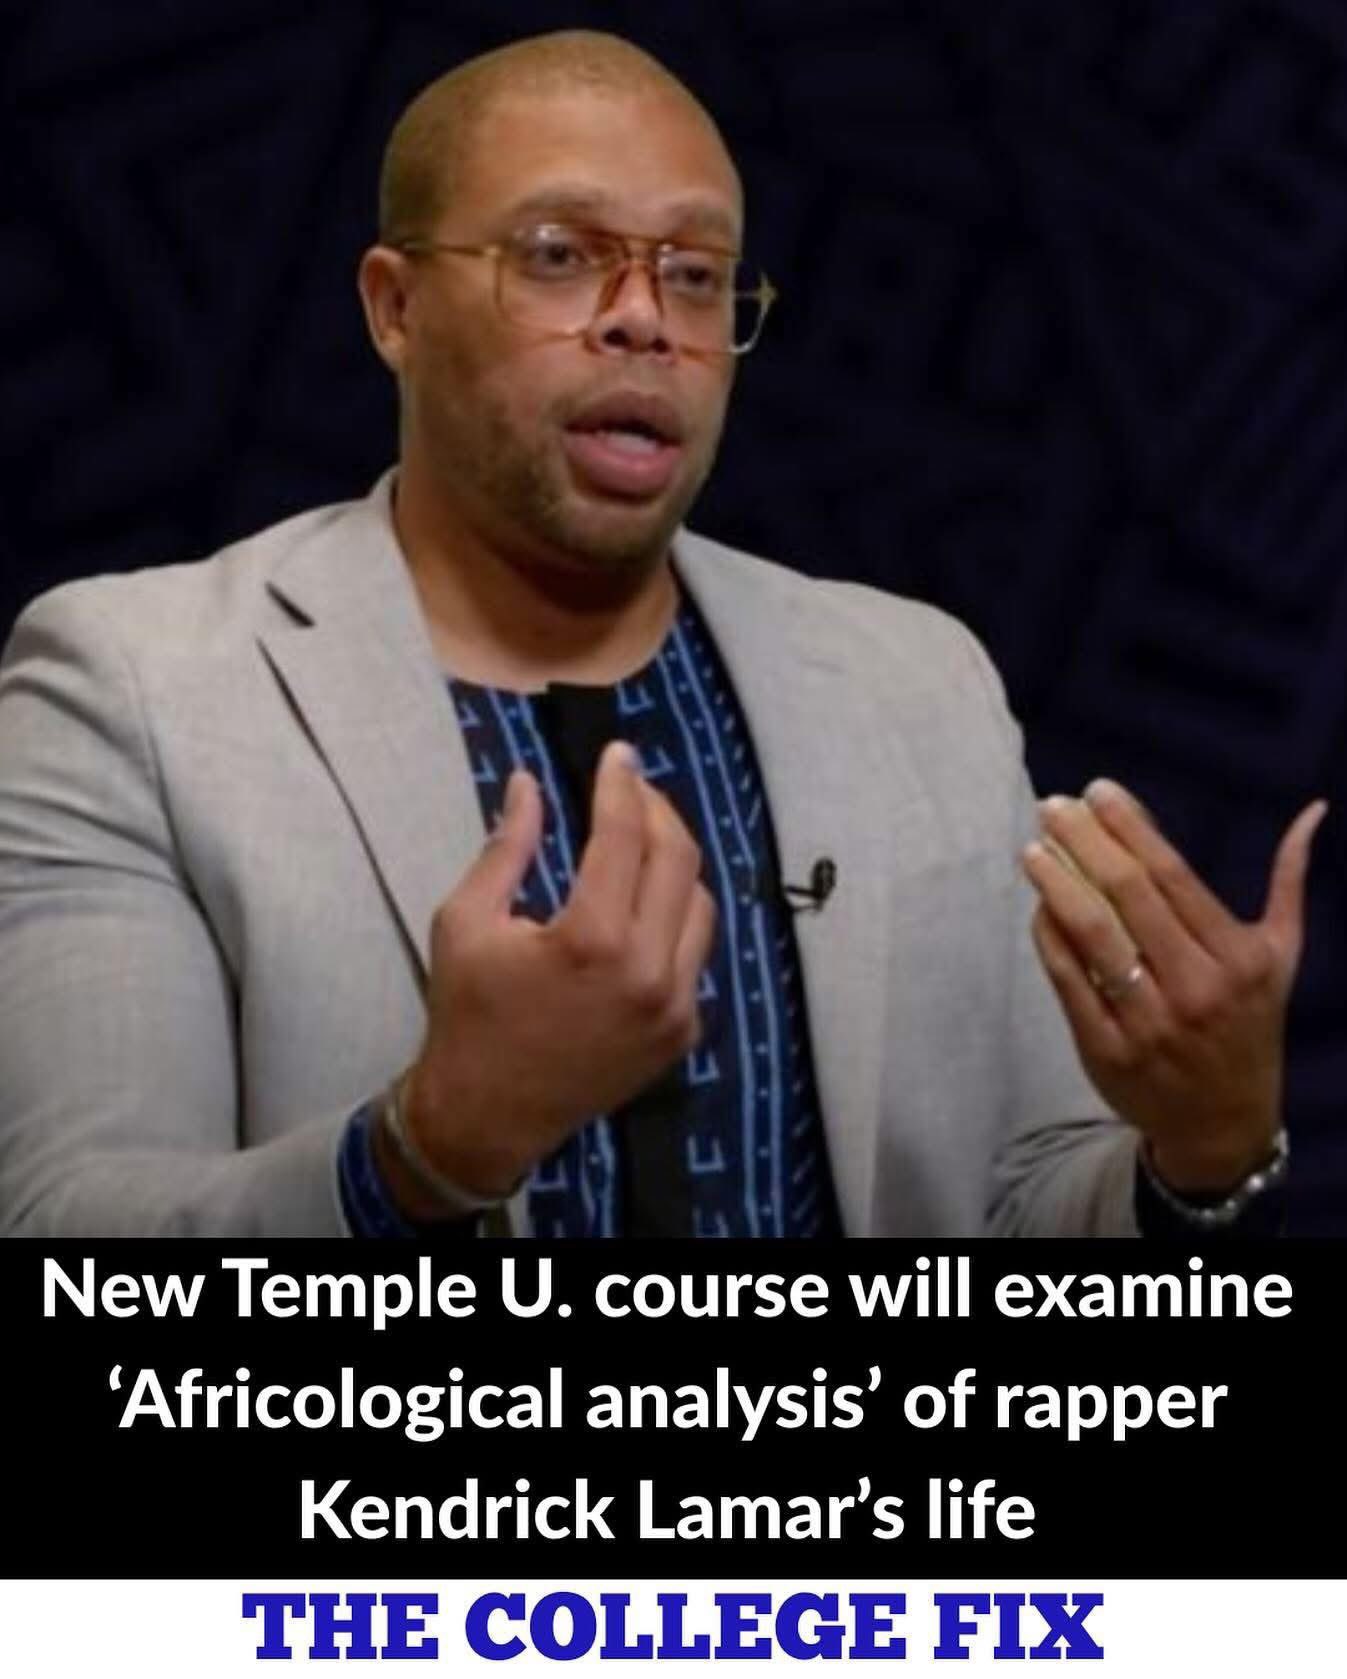 New Temple U. course will examine
‘Africological analysis’ of rapper
Kendrick Lamar’s life
THE COLLEGE FIX